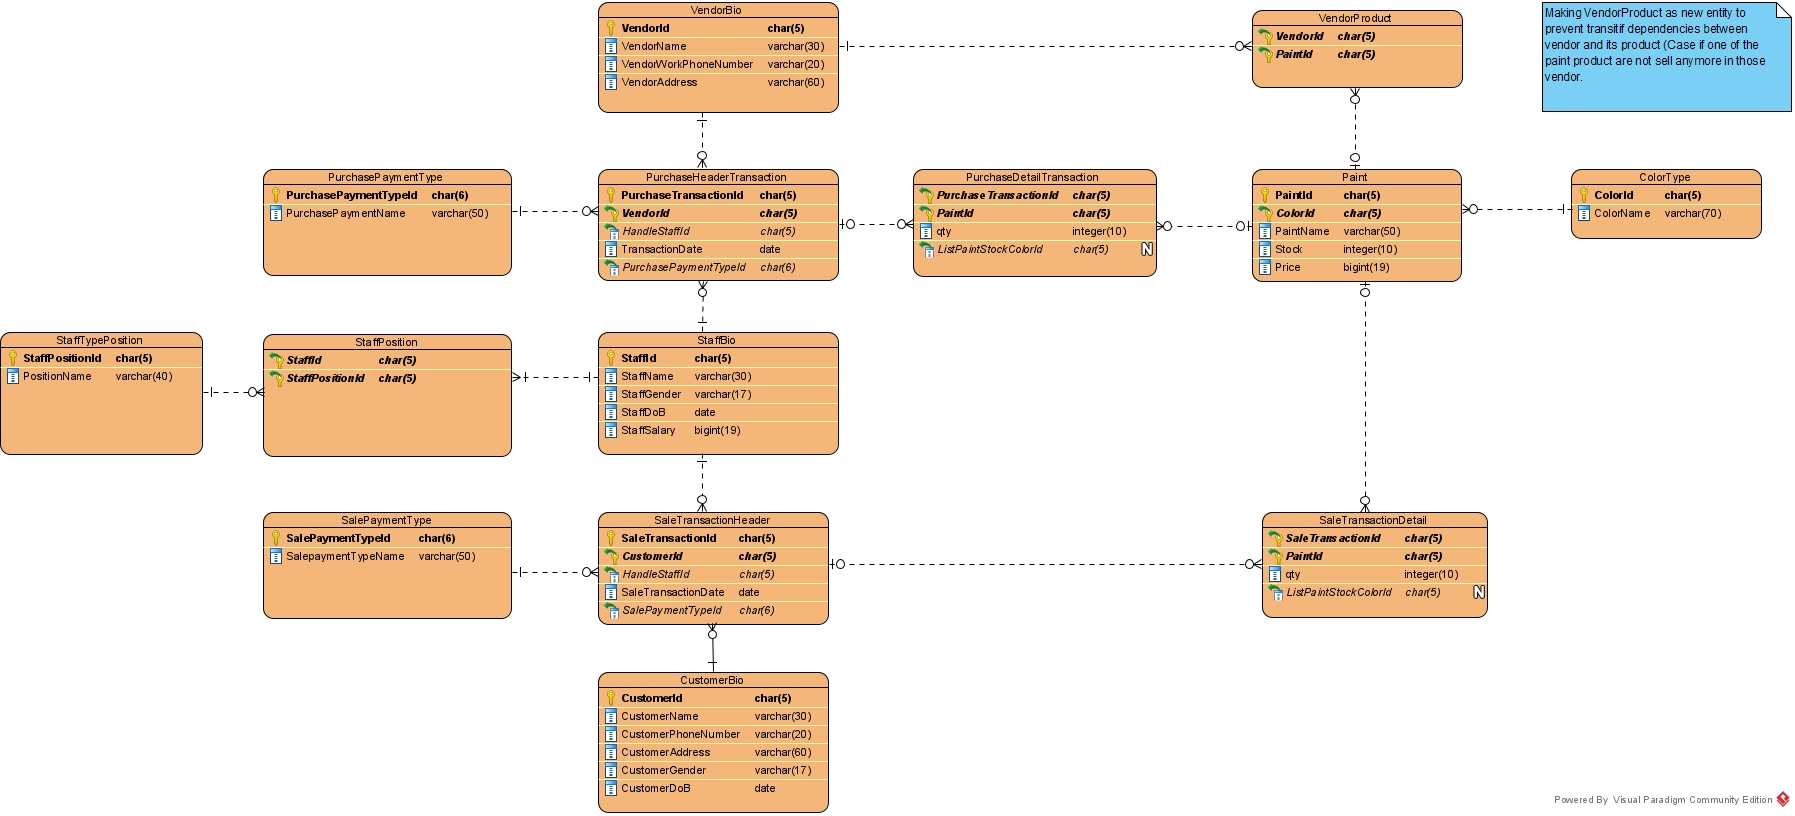 VendorBio
VendorId char(5)
VendorName varchar(30)
VendorWorkPhoneNumber varchar(20)
VendorAddress varchar(60)
VendorProduct
VendorId char(5)
PaintId char(5)
Making VendorProduct as new entity to
prevent transitif dependencies between
vendor and its product (Case if one of the
paint product are not sell anymore in those
vendor.
PurchasePaymentType
PurchasePaymentTypeId char(6)
PurchasePaymentName varchar(50)
PurchaseHeaderTransaction
PurchaseTransactionId char(5)
VendorId char(5)
HandleStaffId char(5)
TransactionDate date
PurchasePaymentTypeId char(6)
PurchaseDetailTransaction
PurchaseTransactionId char(5)
PaintId char(5)
qty integer(10)
ListPaintStockColorId char(5) N
Paint
PaintId char(5)
ColorId char(5)
PaintName varchar(50)
Stock integer(10)
Price bigint(19)
ColorType
ColorId char(5)
ColorName varchar(70)
StaffTypePosition
StaffPositionId char(5)
PositionName varchar(40)
StaffPosition
StaffId char(5)
StaffPositionId char(5)
StaffBio
StaffId char(5)
StaffName varchar(30)
StaffGender varchar(17)
StaffDoB date
StaffSalary bigint(19)
SalePaymentType
SalePaymentTypeId char(6)
SalepaymentTypeName varchar(50)
SaleTransactionHeader
SaleTransactionId char(5)
CustomerId char(5)
HandleStaffId char(5)
SaleTransactionDate date
SalePaymentTypeId char(6)
SaleTransactionDetail
SaleTransactionId char(5)
PaintId char(5)
qty integer(10)
ListPaintStockColorId char(5) N
CustomerBio
CustomerId char(5)
CustomerName varchar(30)
CustomerPhoneNumber varchar(20)
CustomerAddress varchar(60)
CustomerGender varchar(17)
CustomerDoB date
Powered By Visual Paradigm Community Edition